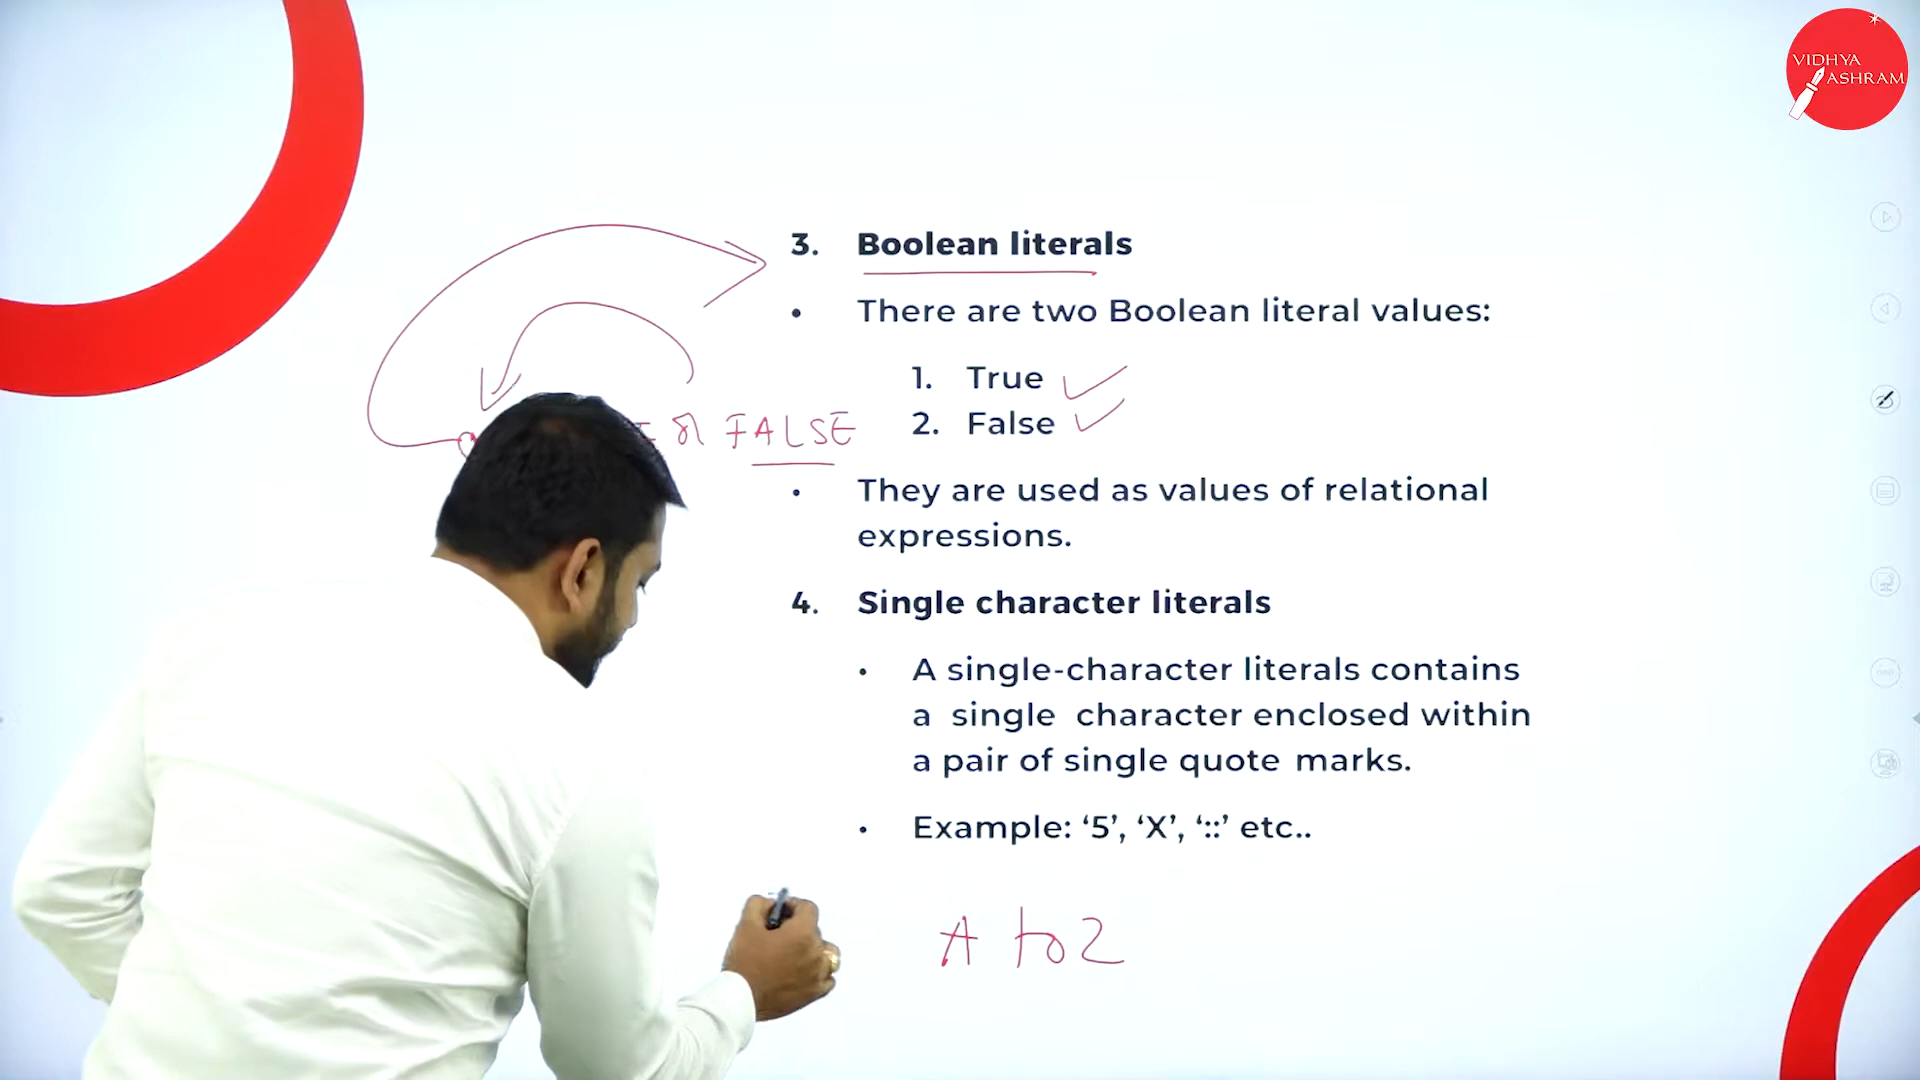 VIDHYA
ASHRAM
3. Boolean literals
• There are two Boolean literal values:
1. True
2. False
FALSE
• They are used as values of relational
expressions.
4. Single character literals
• A single-character literals contains
a single character enclosed within
a pair of single quote marks.
• Example: ‘5’, ‘X’, ‘::’ etc..
A to Z